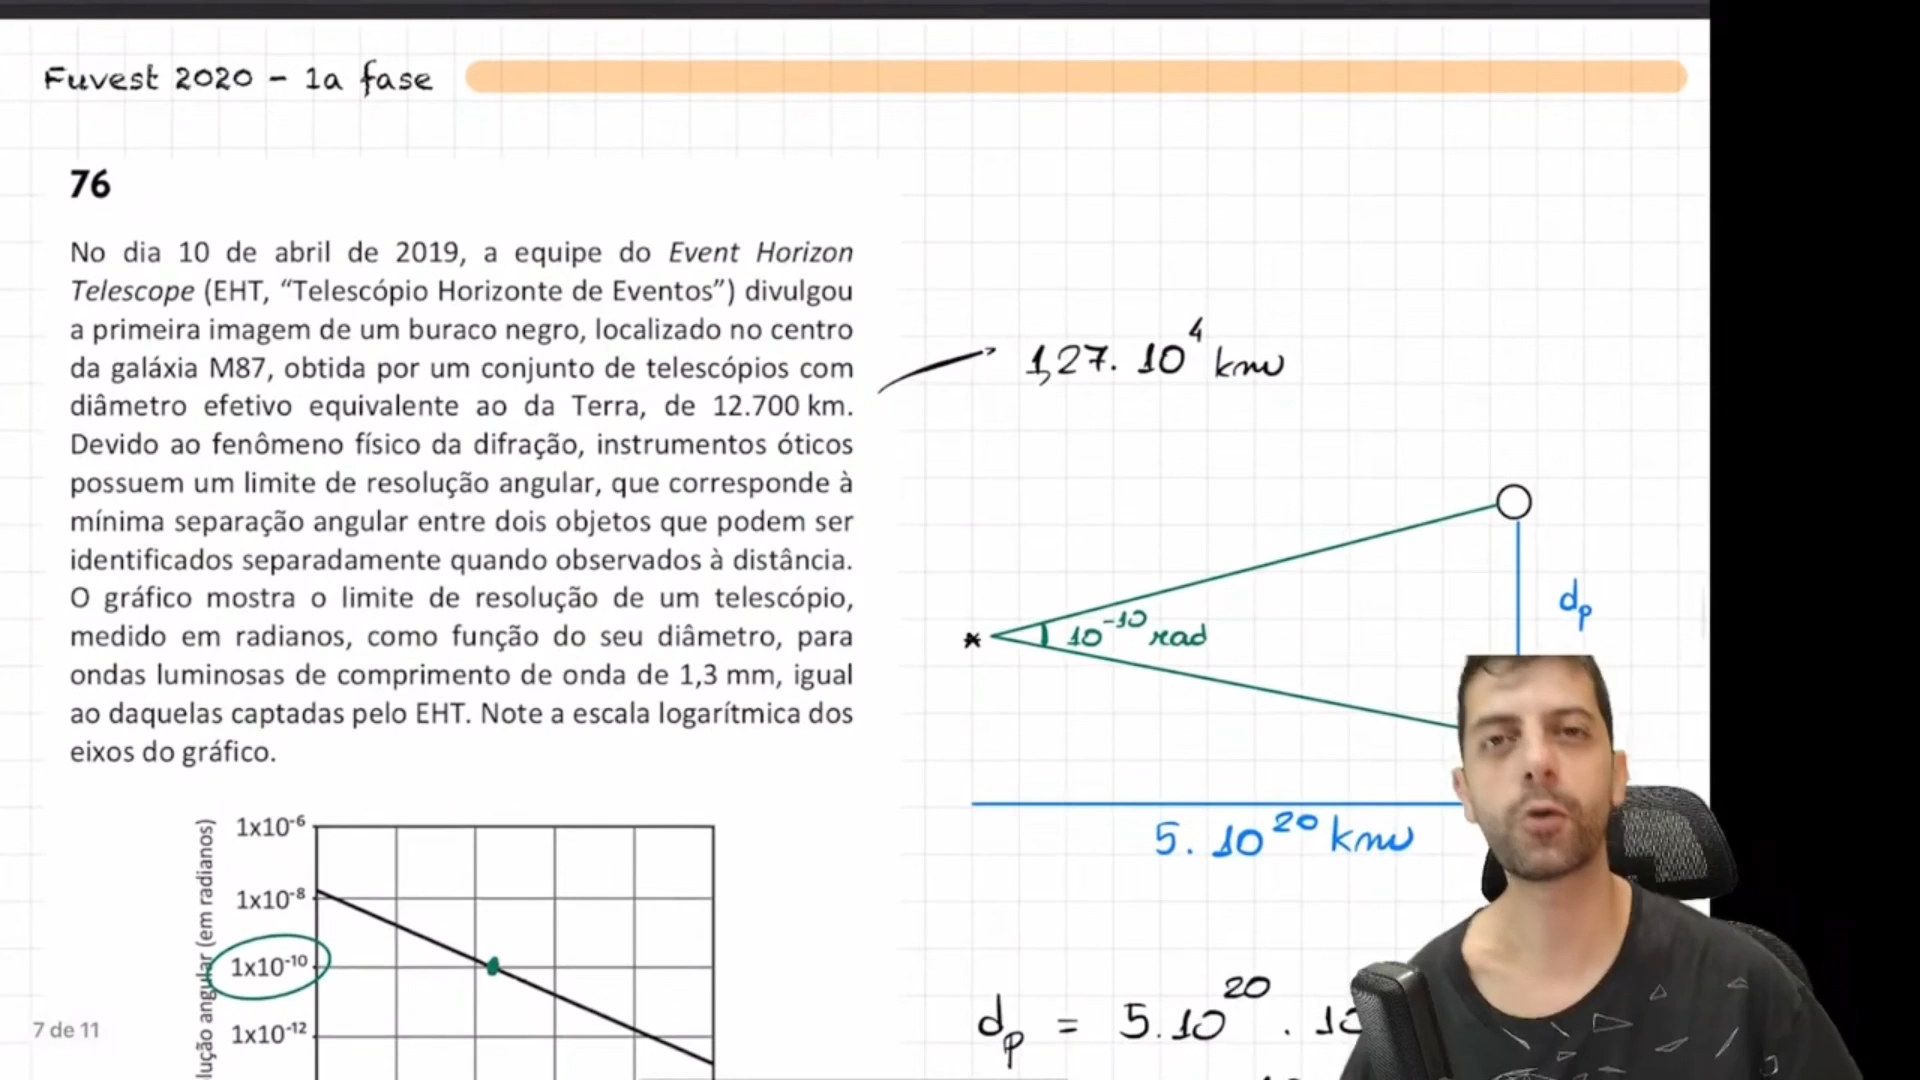 Fuvest 2020 - 1a fase
76
No dia 10 de abril de 2019, a equipe do Event Horizon
Telescope (EHT, “Telescópio Horizonte de Eventos”) divulgou
a primeira imagem de um buraco negro, localizado no centro
da galáxia M87, obtida por um conjunto de telescópios com
diâmetro efetivo equivalente ao da Terra, de 12.700 km.
Devido ao fenômeno físico da difração, instrumentos óticos
possuem um limite de resolução angular, que corresponde à
mínima separação angular entre dois objetos que podem ser
identificados separadamente quando observados à distância.
O gráfico mostra o limite de resolução de um telescópio,
medido em radianos, como função do seu diâmetro, para
ondas luminosas de comprimento de onda de 1,3 mm, igual
ao daquelas captadas pelo EHT. Note a escala logarítmica dos
eixos do gráfico.
1,27. 10⁴ km
dₚ
10⁻¹⁰ rad
5. 10²⁰ km
lução angular (em radianos)
1x10⁻⁶
1x10⁻⁸
1x10⁻¹⁰
1x10⁻¹²
dₚ = 5.10²⁰ . 10
7 de 11